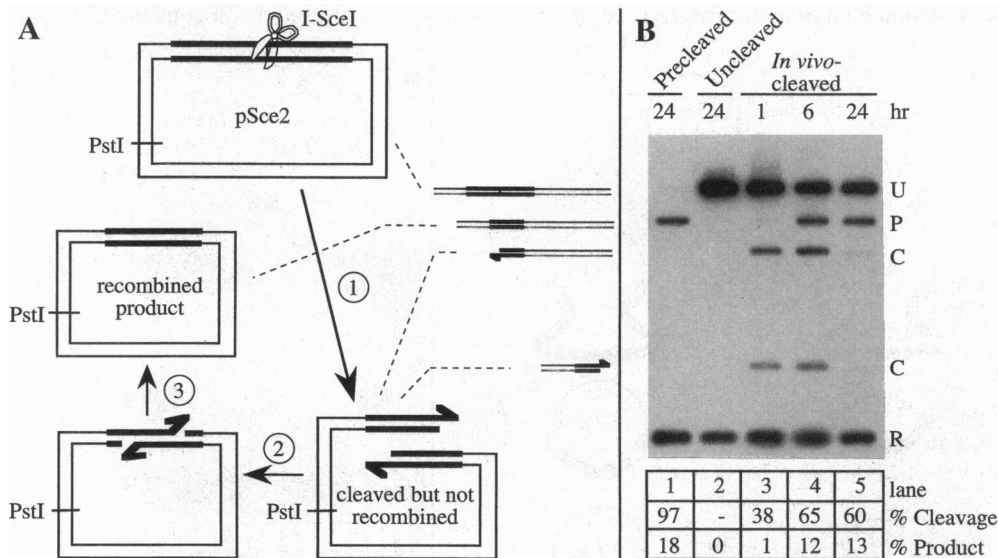 A
I-SceI
pSce2
PstI
recombined
product
PstI
1
3
2
PstI
cleaved but not
recombined
PstI
B
Precleaved
Uncleaved
In vivo-
cleaved
24 24 1 6 24 hr
U
P
C
C
R
1 2 3 4 5 lane
97 - 38 65 60 % Cleavage
18 0 1 12 13 % Product